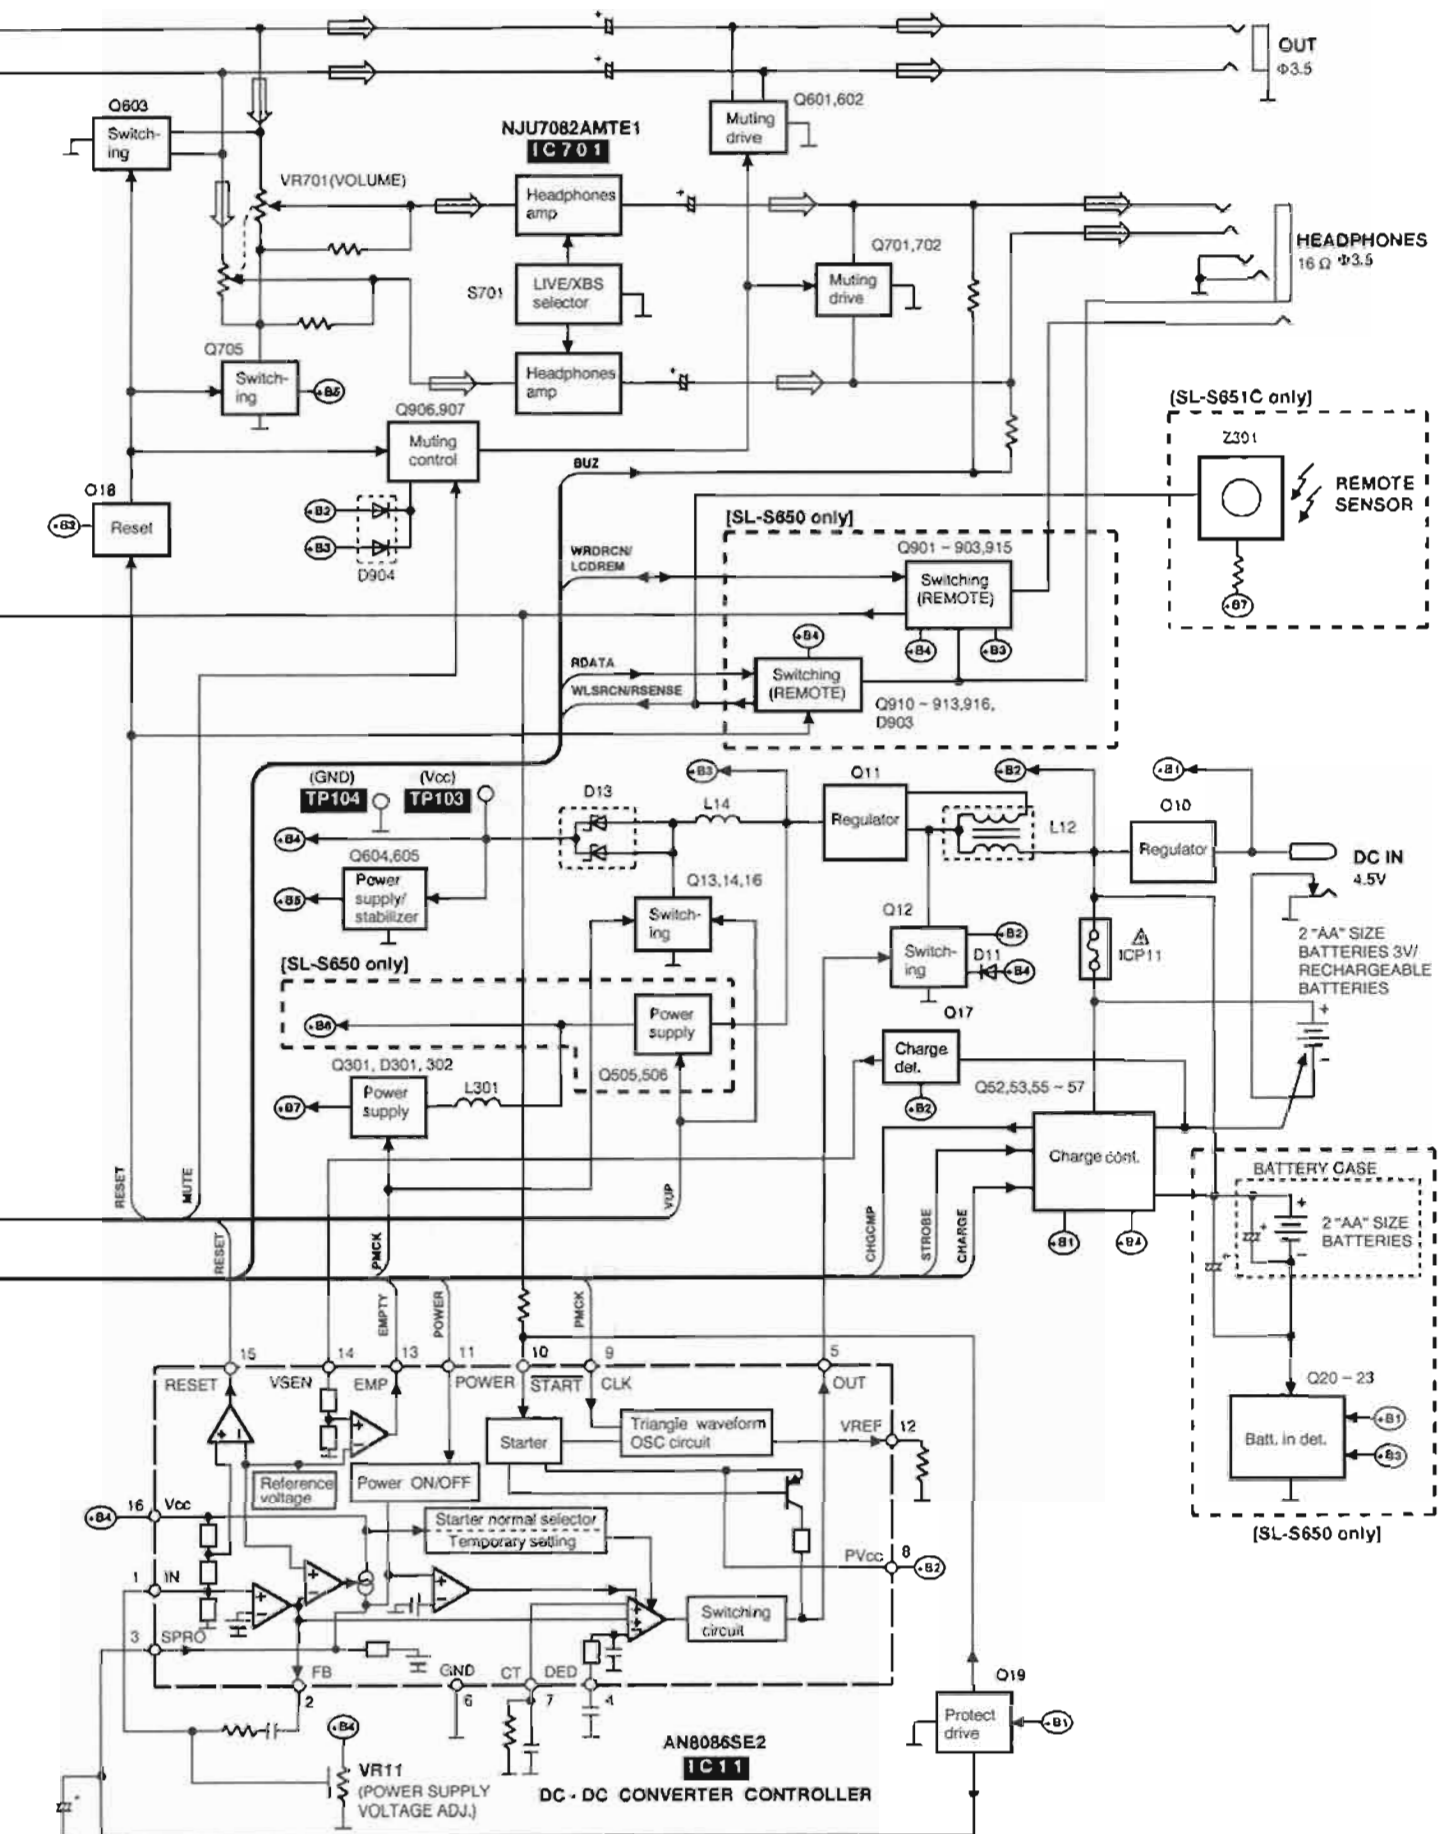 OUT
Φ3.5
Q603
Switch-
ing
Q601,602
Muting
drive
NJU7082AMTE1
IC701
VR701(VOLUME)
Headphones
amp
Q701,702
Muting
drive
HEADPHONES
16 Ω Φ3.5
S701
LIVE/XBS
selector
Q705
Switch-
ing
+B5
Headphones
amp
Q906,907
Muting
control
[SL-S651C only]
Z301
REMOTE
SENSOR
+B7
BUZ
Q18
+B3
Reset
+B2
+B3
D904
[SL-S650 only]
WRDRCN/
LCDREM
Q901 - 903,915
Switching
(REMOTE)
+B4
+B4
+B3
RDATA
WLSRCN/RSENSE
Switching
(REMOTE)
Q910 - 913,916,
D903
(GND)
TP104
(Vcc)
TP103
D13
+B3
L14
Q11
Regulator
+B2
L12
+B1
Q10
Regulator
DC IN
4.5V
+B4
Q604,605
Power
supply/
stabilizer
+B5
Q13,14,16
Switch-
ing
Q12
Switch-
ing
+B2
D11
+B4
ICP11
2 "AA" SIZE
BATTERIES 3V/
RECHARGEABLE
BATTERIES
[SL-S650 only]
+B6
Power
supply
Q505,506
Q17
Charge
det.
+B2
Q52,53,55 ~ 57
Charge cont.
+B1
+B4
Q301, D301, 302
Power
supply
+B7
L301
RESET
MUTE
RESET
PMCK
VUP
CHGCMP
STROBE
CHARGE
BATTERY CASE
2 "AA" SIZE
BATTERIES
EMPTY
POWER
PMCK
15
14
13
11
10
9
5
RESET
VSEN
EMP
POWER
START
CLK
OUT
Q20 - 23
Batt. in det.
+B1
+B3
[SL-S650 only]
Starter
Triangle waveform
OSC circuit
VREF
12
Reference
voltage
Power ON/OFF
+B4
16
Vcc
Starter normal selector
Temporary setting
PVcc
8
+B2
1
IN
Switching
circuit
3
SPRO
FB
2
GND
6
CT
7
DED
4
Q19
Protect
drive
+B1
+B4
VR11
(POWER SUPPLY
VOLTAGE ADJ.)
AN8086SE2
IC11
DC - DC CONVERTER CONTROLLER